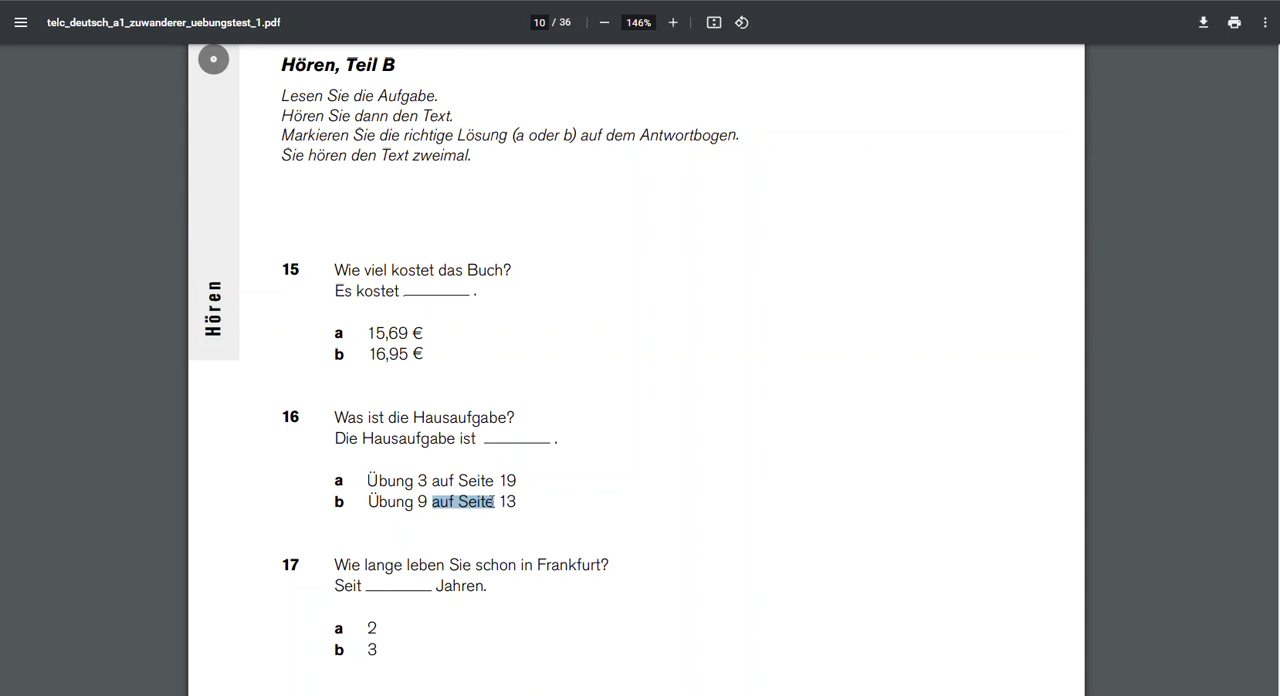 telc_deutsch_a1_zuwanderer_uebungstest_1.pdf
10 / 36
146%
Hören, Teil B
Lesen Sie die Aufgabe.
Hören Sie dann den Text.
Markieren Sie die richtige Lösung (a oder b) auf dem Antwortbogen.
Sie hören den Text zweimal.
Hören
15 Wie viel kostet das Buch?
Es kostet ________ .
a 15,69 €
b 16,95 €
16 Was ist die Hausaufgabe?
Die Hausaufgabe ist ________ .
a Übung 3 auf Seite 19
b Übung 9 auf Seite 13
17 Wie lange leben Sie schon in Frankfurt?
Seit ________ Jahren.
a 2
b 3